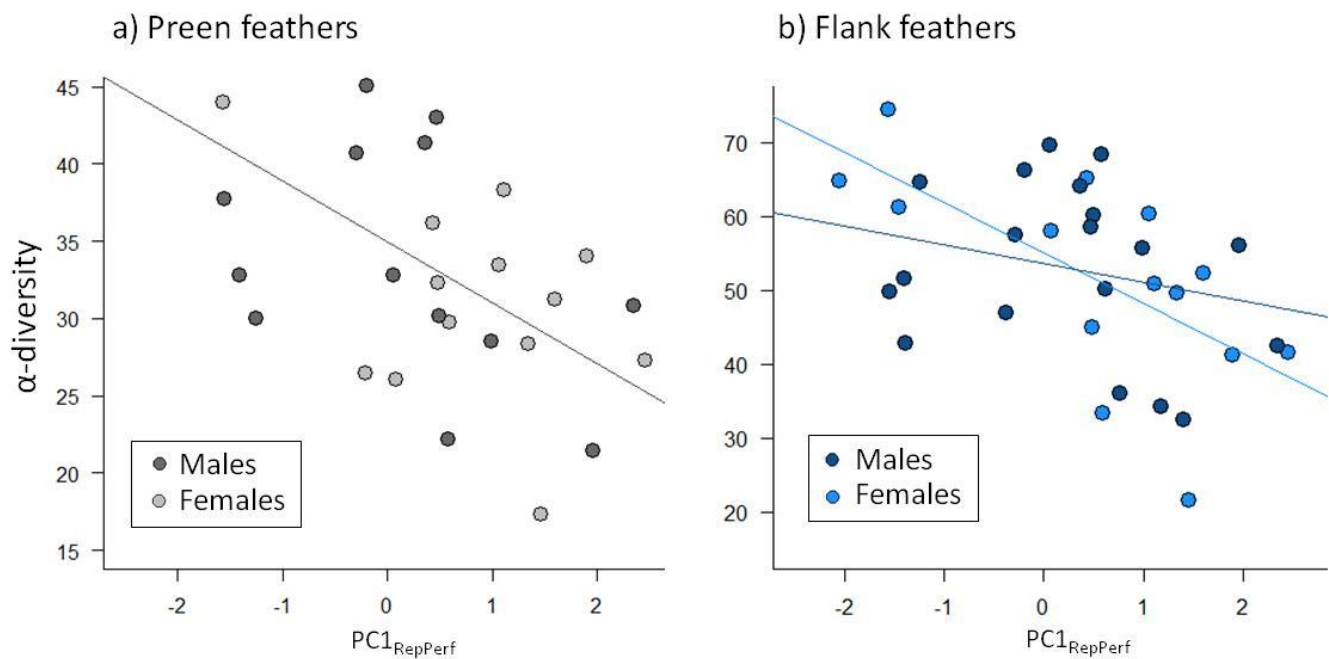 a) Preen feathers
α-diversity
45
40
35
30
25
20
15
Males
Females
-2 -1 0 1 2
PC1RepPerf
b) Flank feathers
70
60
50
40
30
20
Males
Females
-2 -1 0 1 2
PC1RepPerf